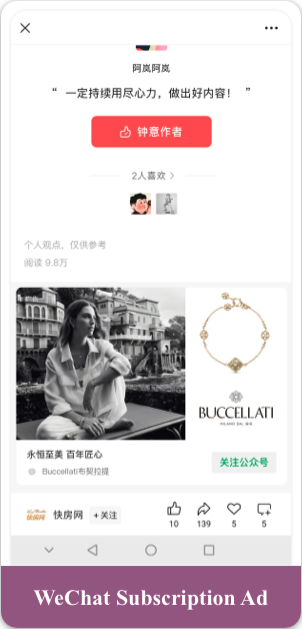 阿岚阿岚
“ 一定持续用尽心力，做出好内容！ ”
钟意作者
2人喜欢 >
个人观点，仅供参考
阅读 9.8万
BUCCELLATI
MILANO DAL 1919
永恒至美 百年匠心
Buccellati布契拉提
关注公众号
快房网 快房网 + 关注
10 139 5 5
WeChat Subscription Ad